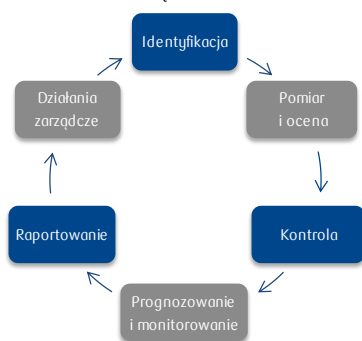 Identyfikacja
Pomiar
i ocena
Kontrola
Prognozowanie
i monitorowanie
Raportowanie
Działania
zarządcze